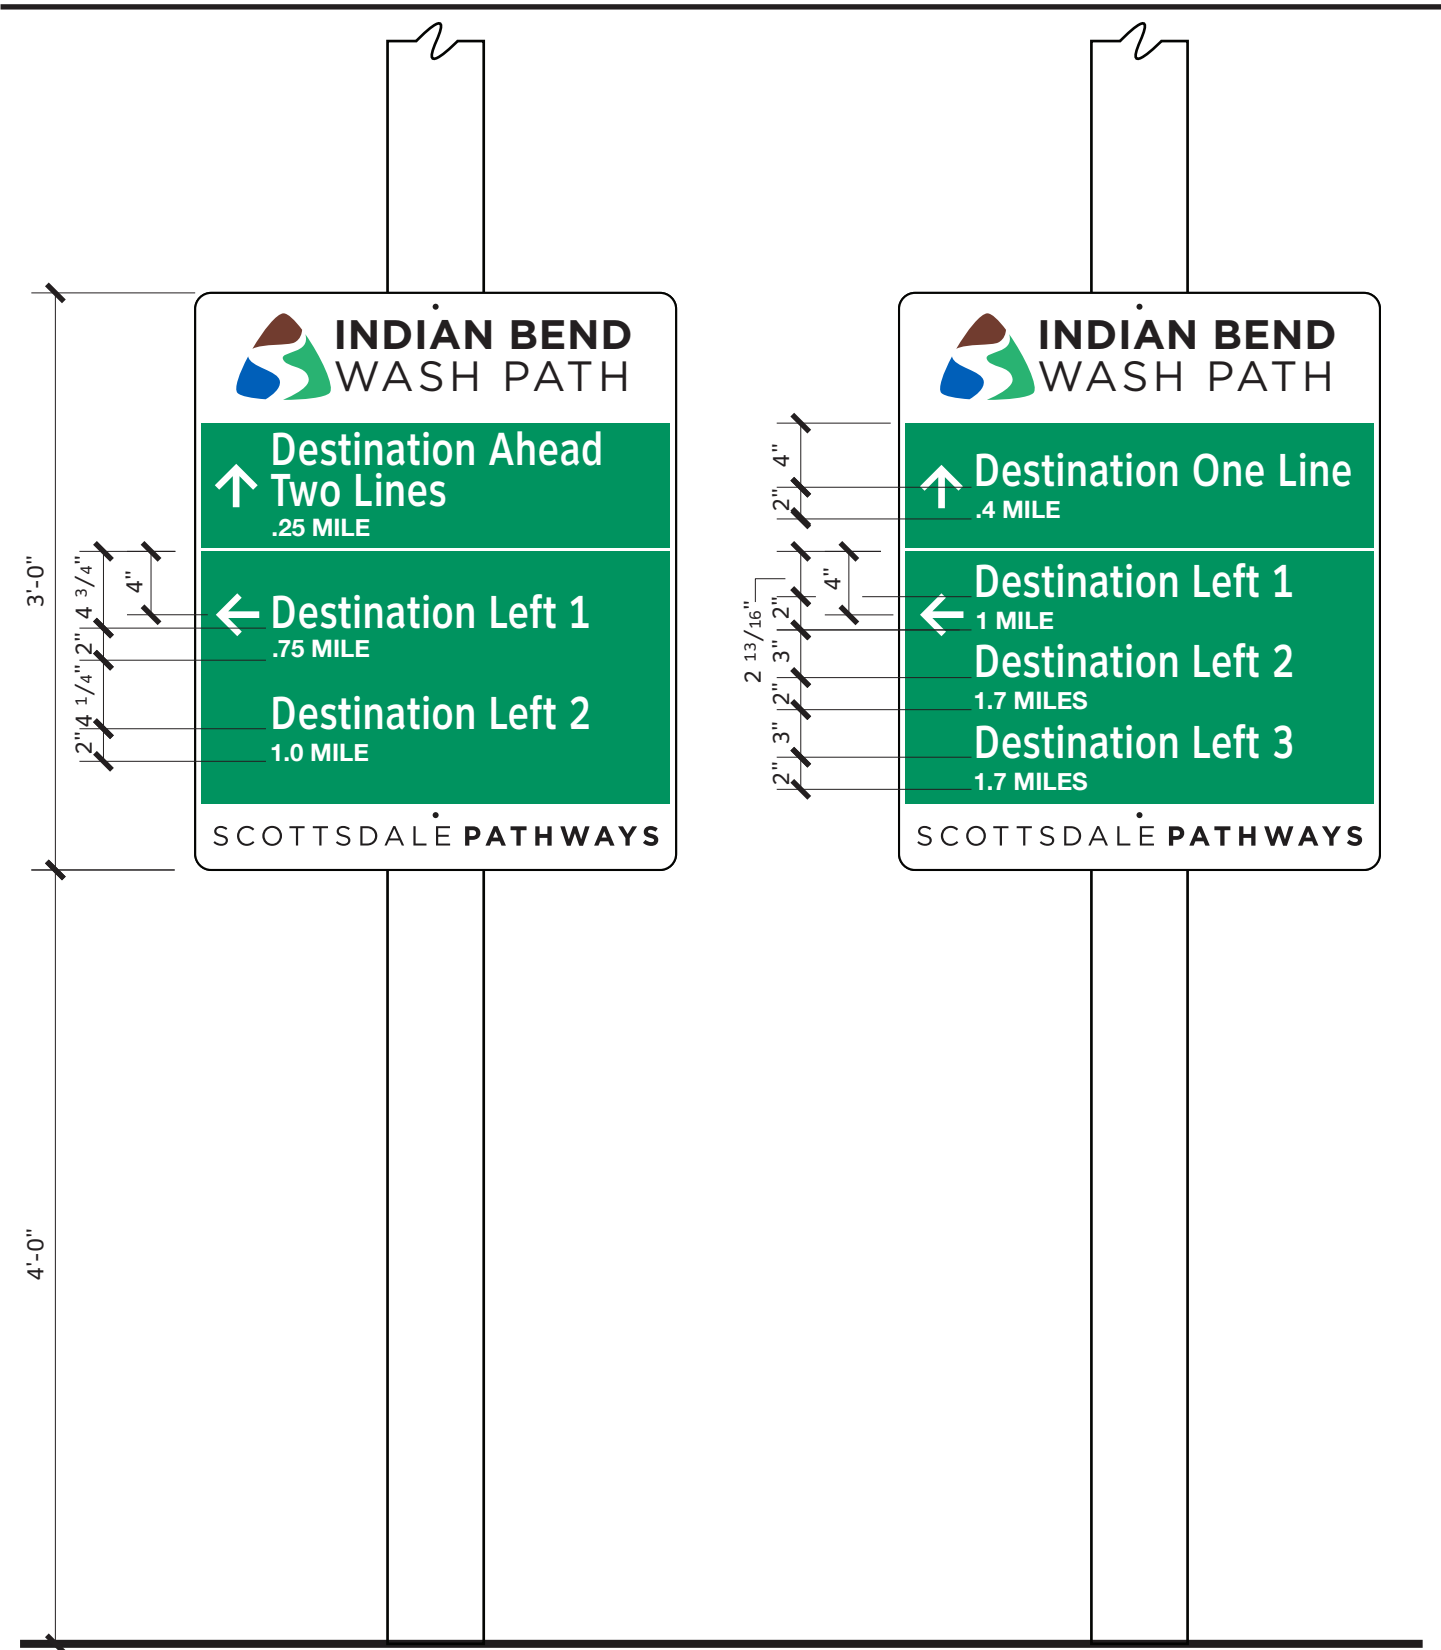 INDIAN BEND
WASH PATH
Destination Ahead
Two Lines
.25 MILE
Destination Left 1
.75 MILE
Destination Left 2
1.0 MILE
SCOTTSDALE PATHWAYS
3'-0"
4 3/4"
2"
4 1/4"
2"
4"
4'-0"
INDIAN BEND
WASH PATH
Destination One Line
.4 MILE
Destination Left 1
1 MILE
Destination Left 2
1.7 MILES
Destination Left 3
1.7 MILES
SCOTTSDALE PATHWAYS
4"
2"
2 13/16"
2"
3"
2"
3"
2"
4"